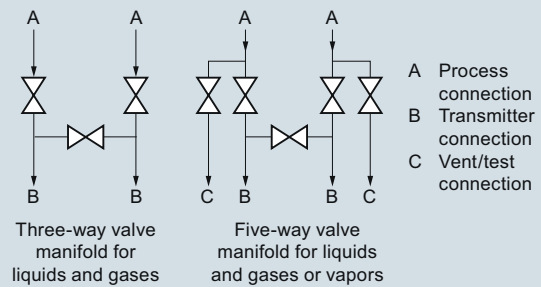 A A A A
A Process
connection
B Transmitter
connection
C Vent/test
connection
B B C B B C
Three-way valve
manifold for
liquids and gases
Five-way valve
manifold for liquids
and gases or vapors